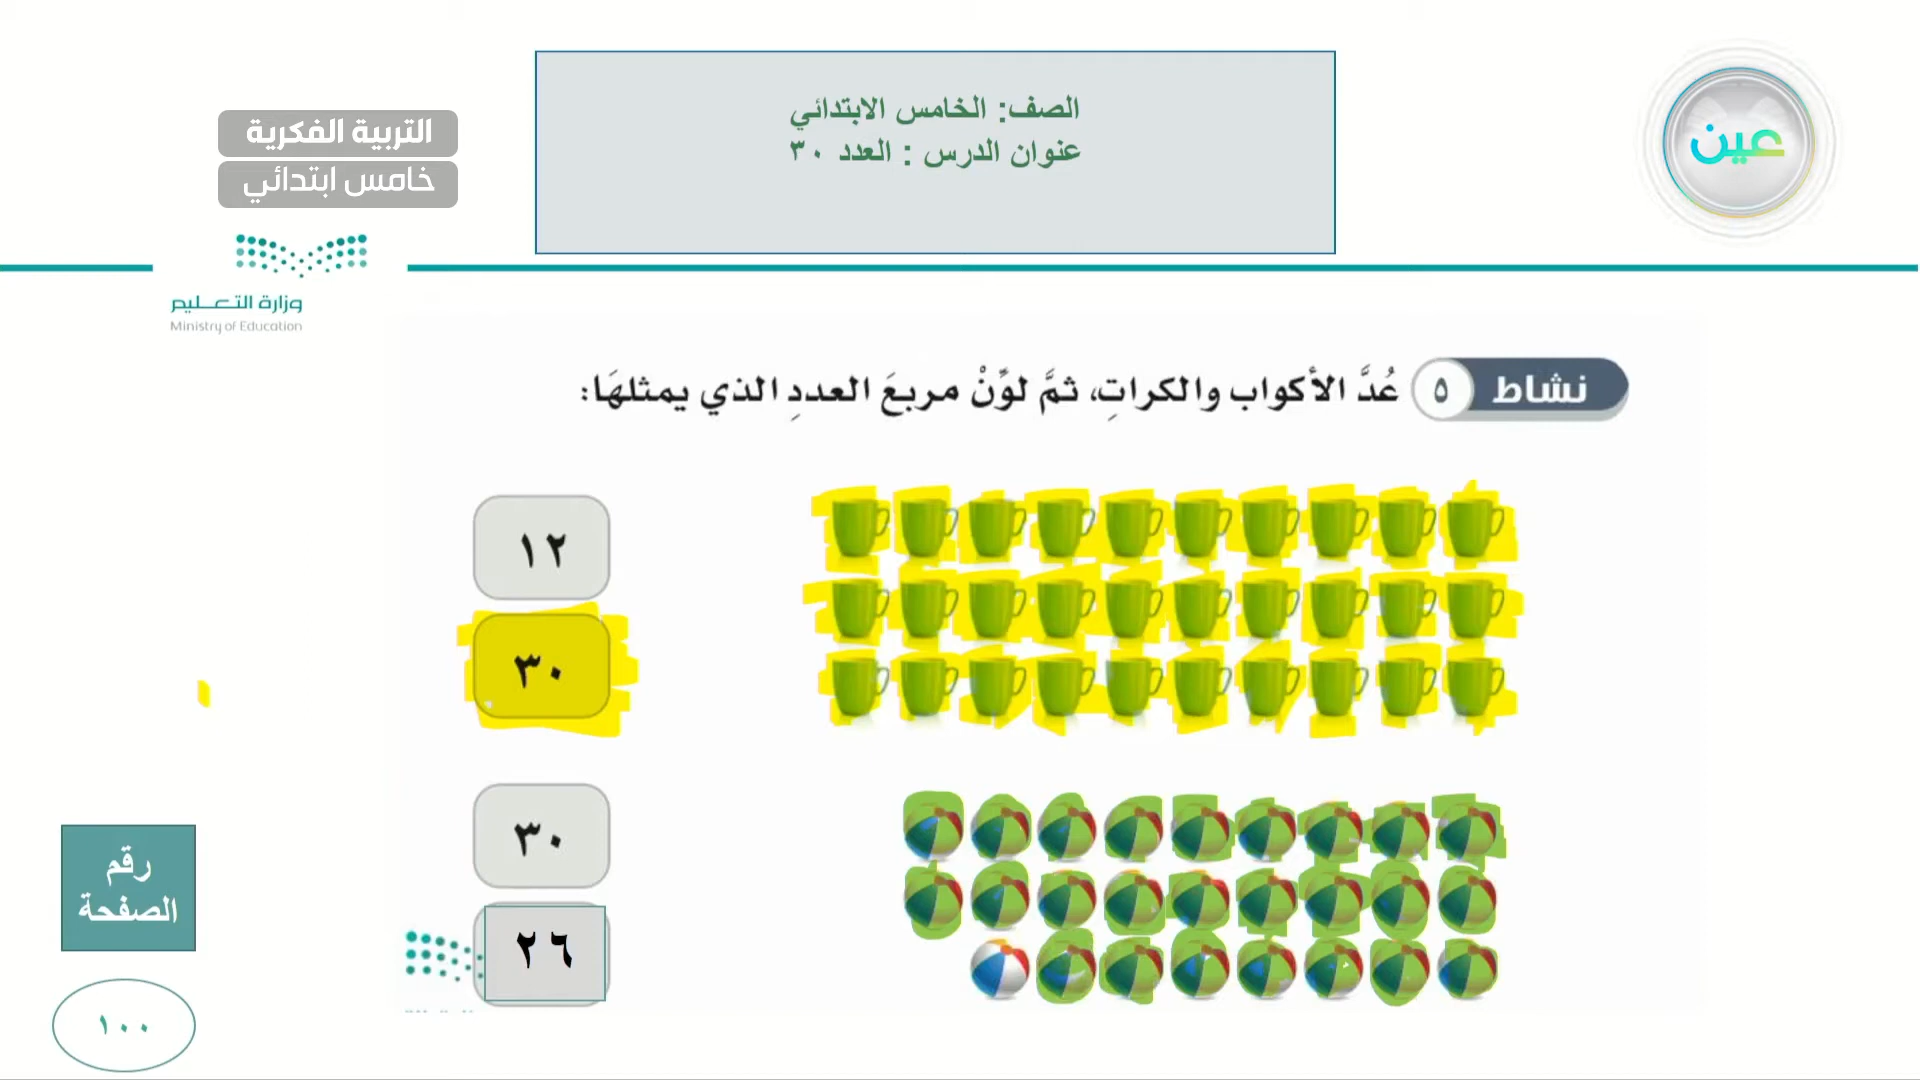 الصف: الخامس الابتدائي
عنوان الدرس : العدد ٣٠
التربية الفكرية
خامس ابتدائي
عين
وزارة التعليم
Ministry of Education
نشاط ٥ عُدَّ الأكواب والكراتِ، ثمَّ لوِّنْ مربعَ العددِ الذي يمثلهَا:
١٢
٣٠
٣٠
٢٦
رقم
الصفحة
١٠٠